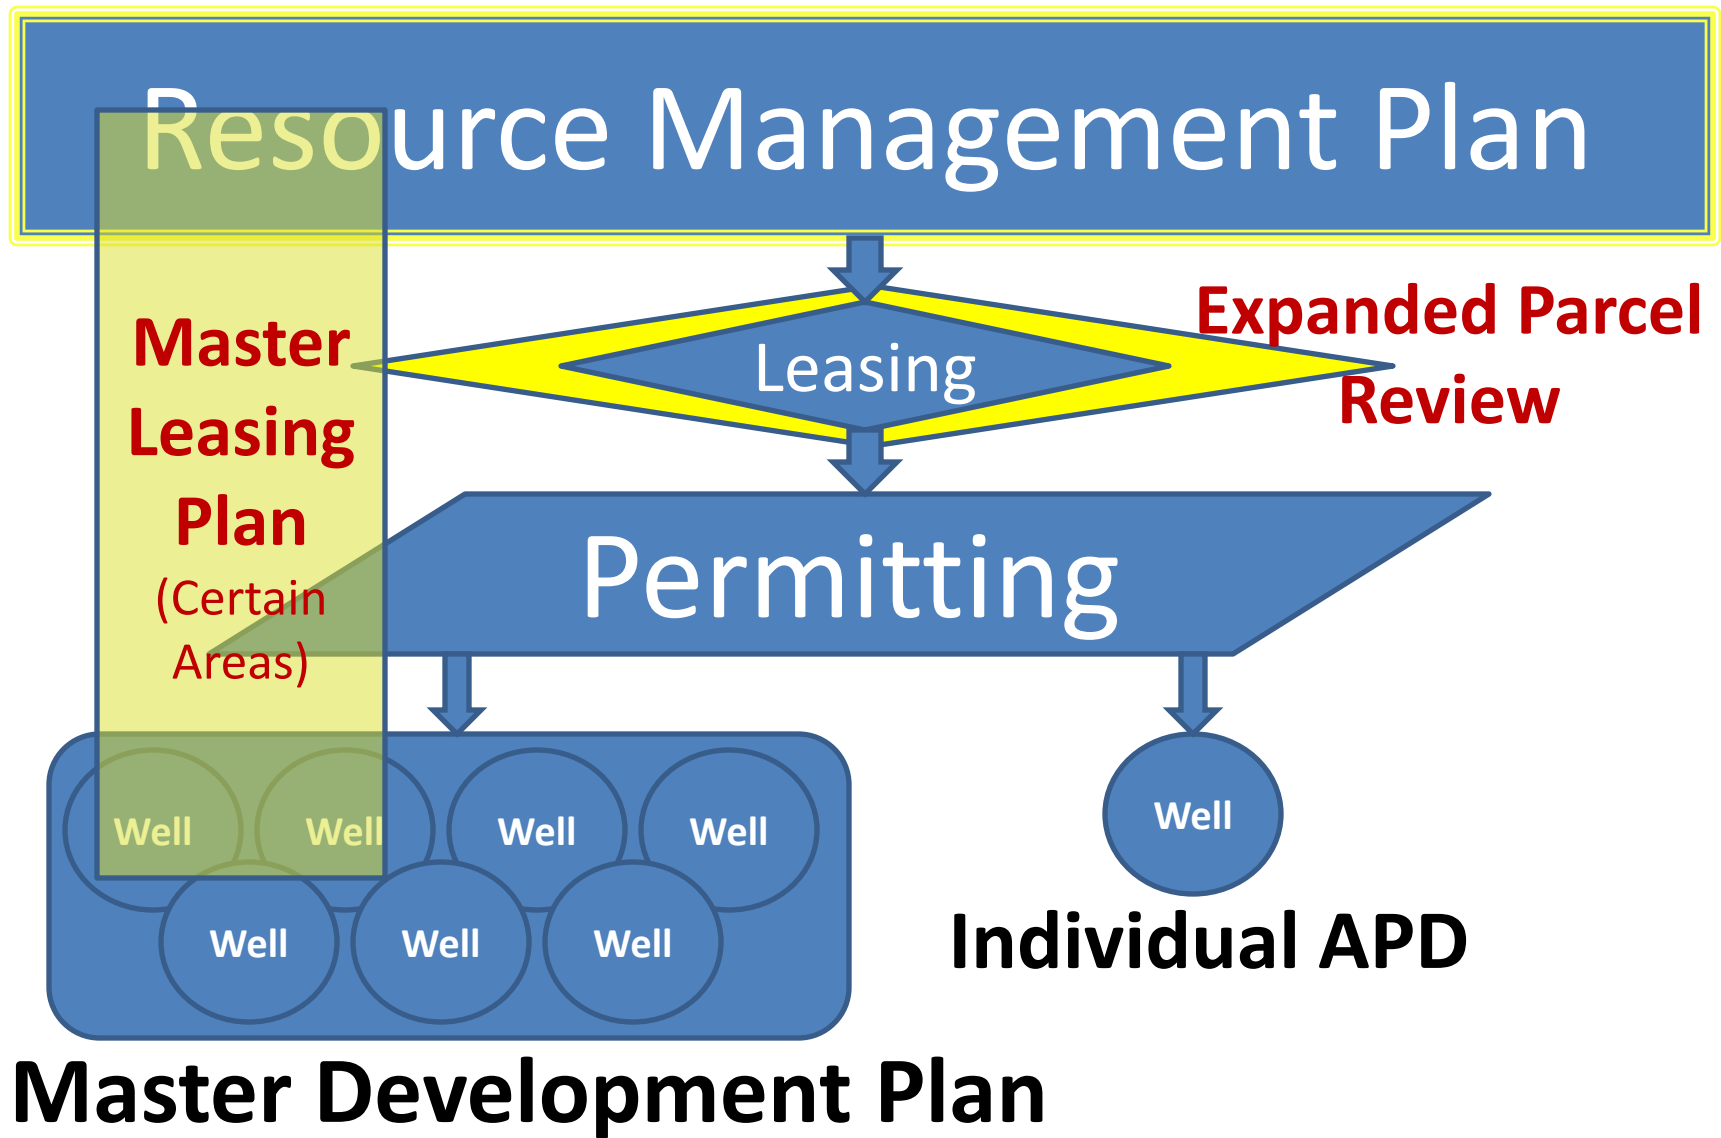 Resource Management Plan
Expanded Parcel
Review
Leasing
Master
Leasing
Plan
(Certain
Areas)
Permitting
Well
Well
Well
Well
Well
Well
Well
Well
Individual APD
Master Development Plan